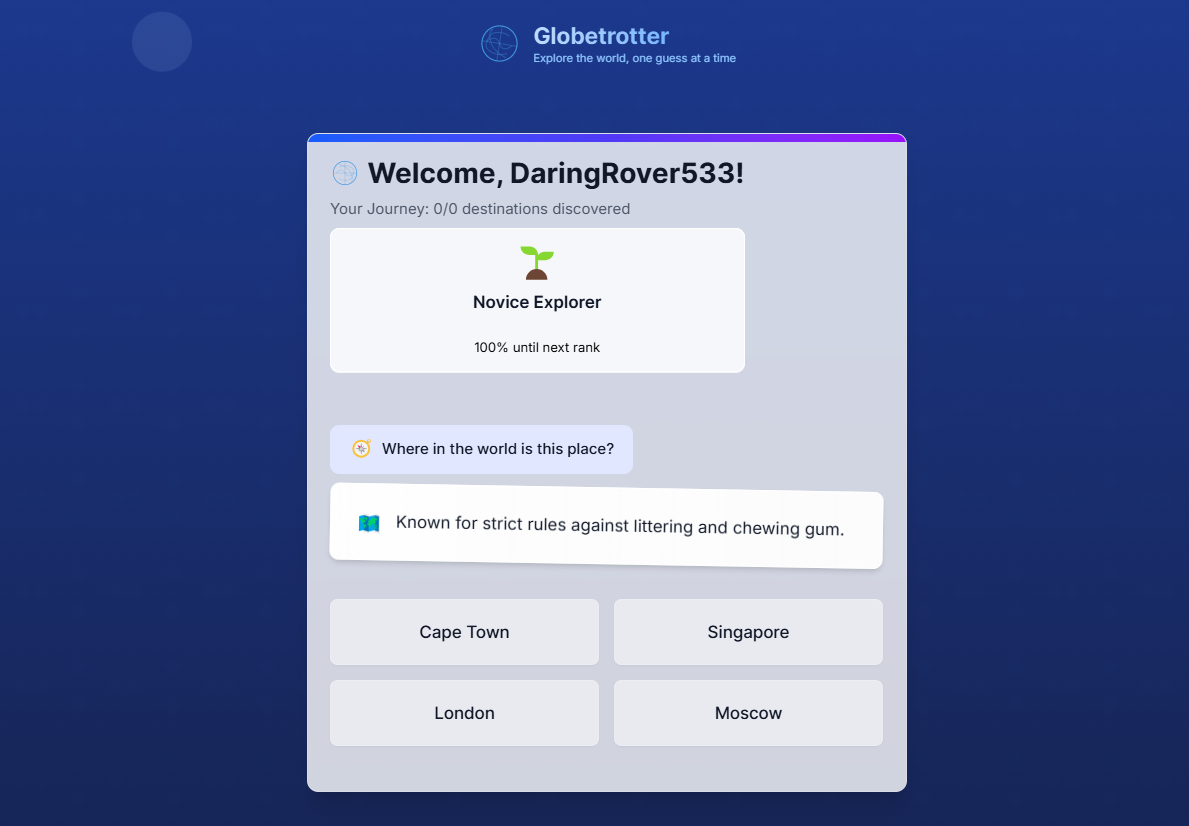 Globetrotter
Explore the world, one guess at a time
Welcome, DaringRover533!
Your Journey: 0/0 destinations discovered
Novice Explorer
100% until next rank
Where in the world is this place?
Known for strict rules against littering and chewing gum.
Cape Town
Singapore
London
Moscow